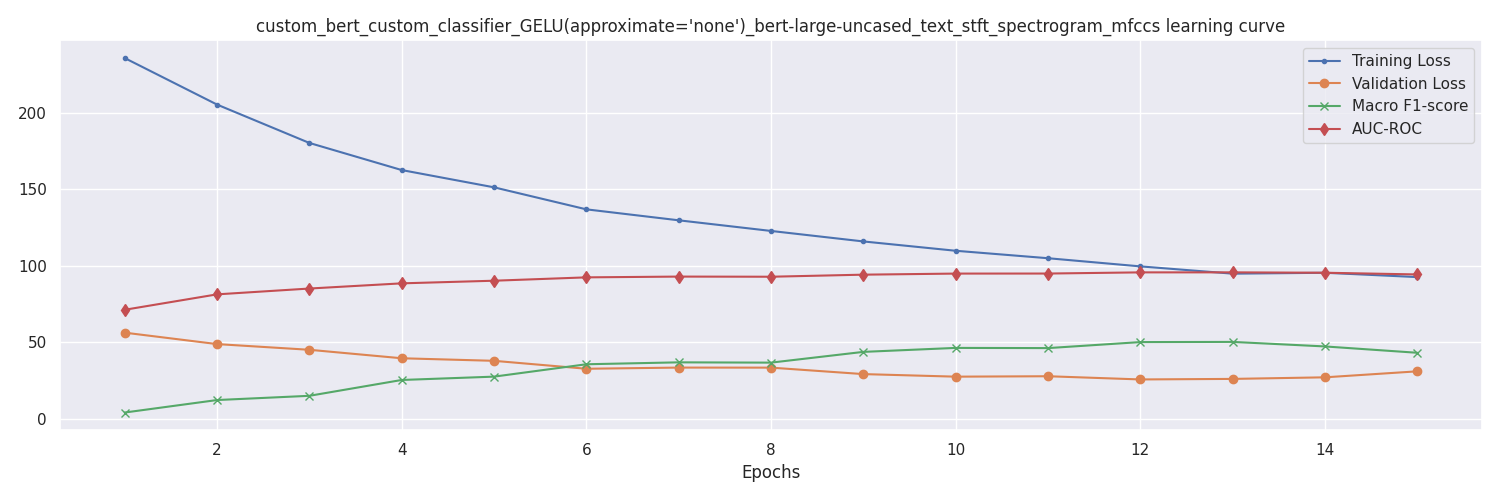 custom_bert_custom_classifier_GELU(approximate='none')_bert-large-uncased_text_stft_spectrogram_mfccs learning curve
Training Loss
Validation Loss
Macro F1-score
AUC-ROC
200
150
100
50
0
2 4 6 8 10 12 14
Epochs